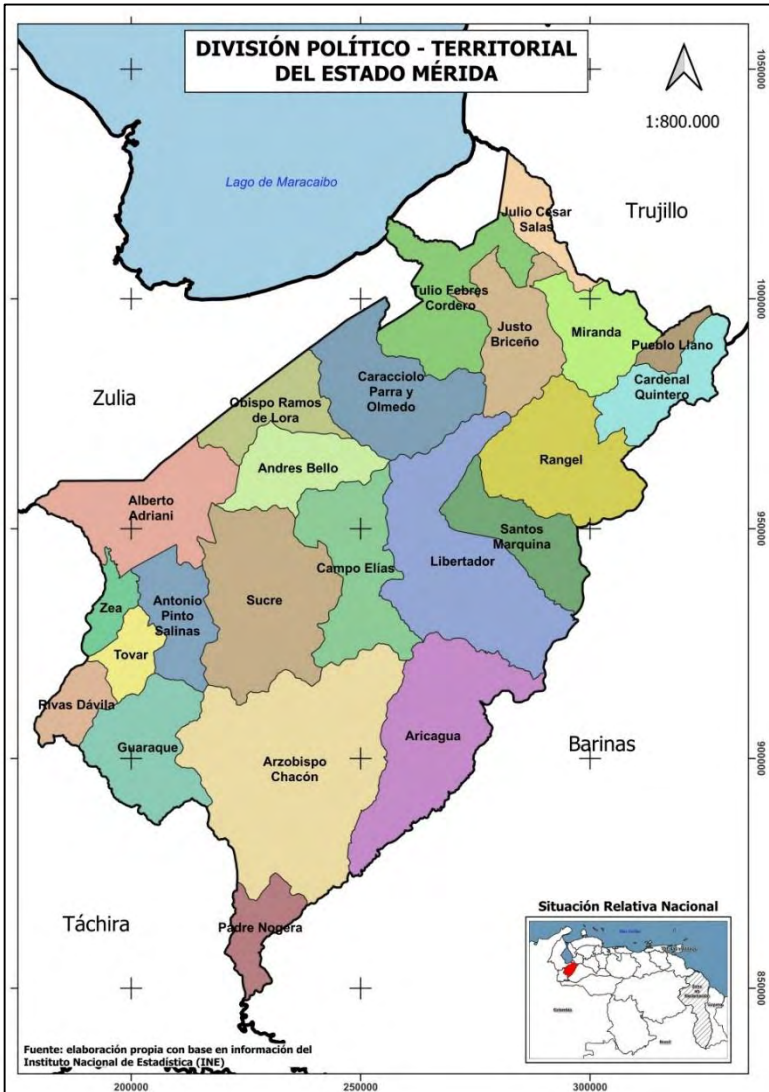 DIVISIÓN POLÍTICO - TERRITORIAL
DEL ESTADO MÉRIDA
1:800.000
1050000
Lago de Maracaibo
Trujillo
Julio César
Salas
1000000
Tulio Febres
Cordero
Justo
Briceño
Miranda
Pueblo Llano
Cardenal
Quintero
Zulia
Caracciolo
Parra y
Olmedo
Obispo Ramos
de Lora
Andres Bello
Rangel
Alberto
Adriani
950000
Santos
Marquina
Libertador
Campo Elías
Sucre
Antonio
Pinto
Salinas
Zea
Tovar
Rivas Dávila
Guaraque
Arzobispo
Chacón
Aricagua
Barinas
900000
Táchira
Padre Nogera
850000
Situación Relativa Nacional
Fuente: elaboración propia con base en información del
Instituto Nacional de Estadística (INE)
200000
250000
300000